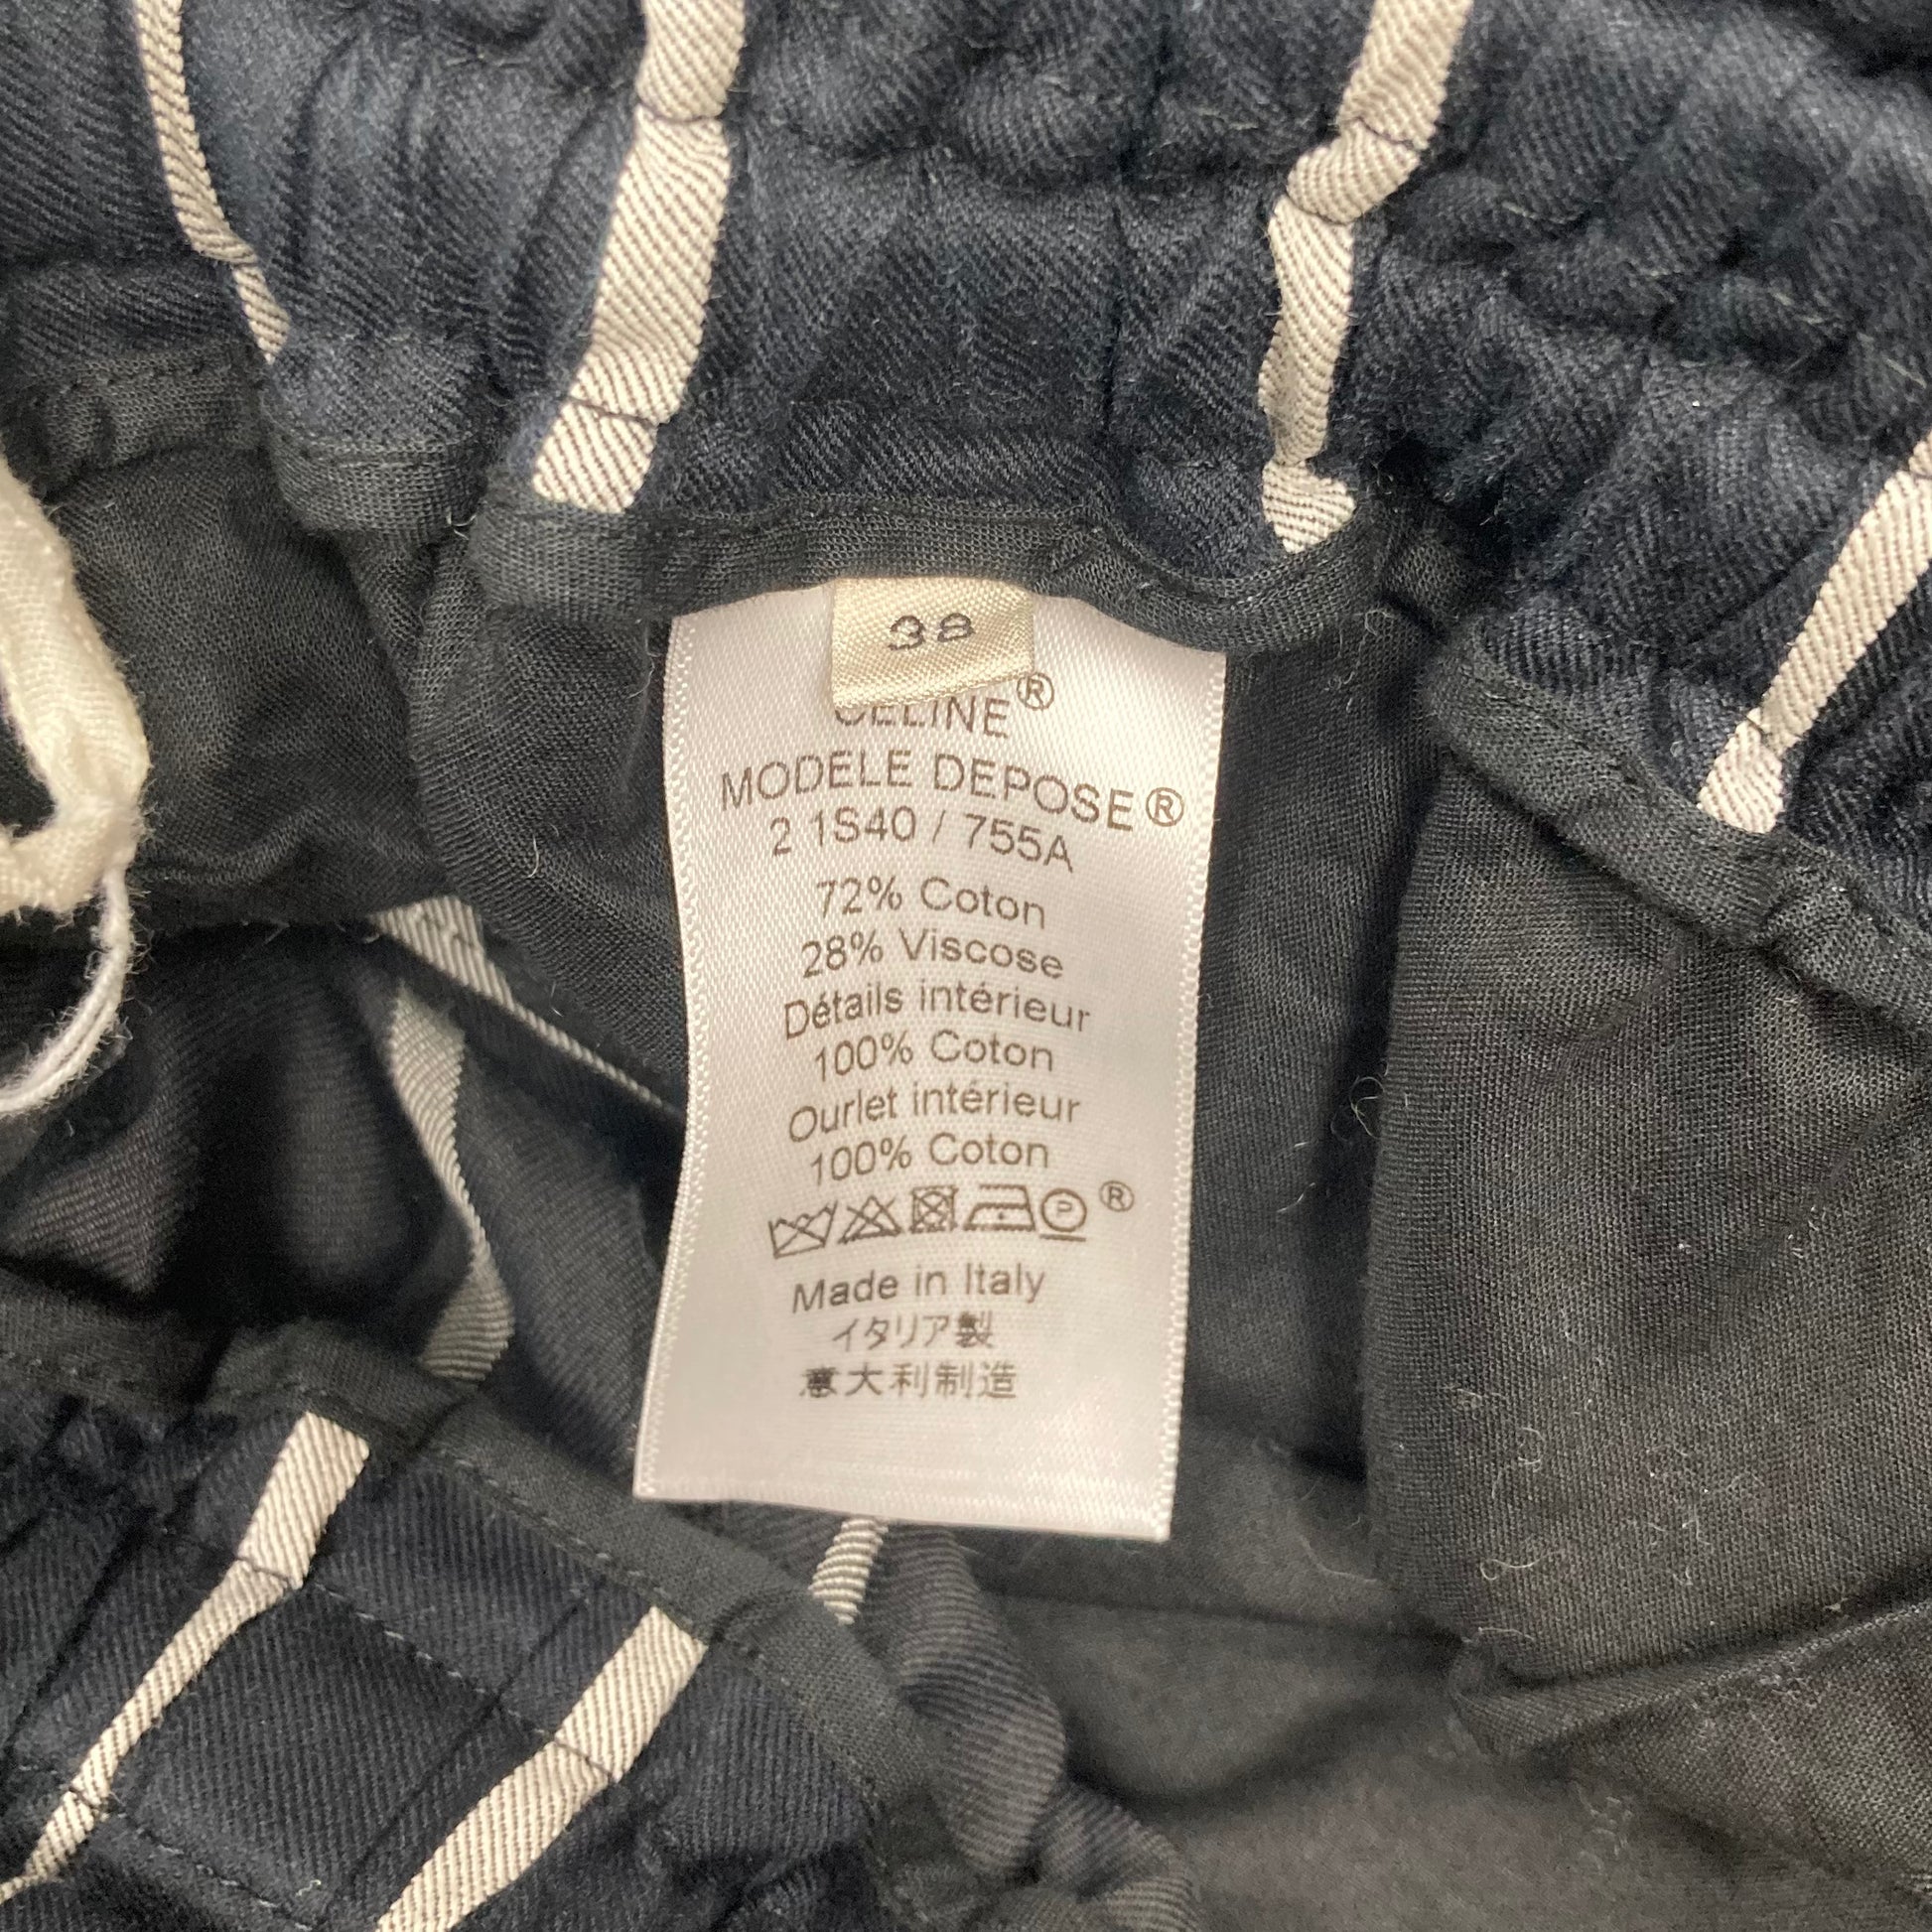 38
CELINE®
MODELE DEPOSE®
2 1S40 / 755A
72% Coton
28% Viscose
Détails intérieur
100% Coton
Ourlet intérieur
100% Coton
P ®
Made in Italy
イタリア製
意大利制造